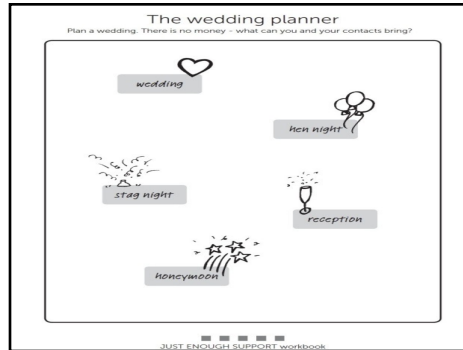 The wedding planner
Plan a wedding. There is no money - what can you and your contacts bring?
wedding
hen night
stag night
reception
honeymoon
JUST ENOUGH SUPPORT workbook